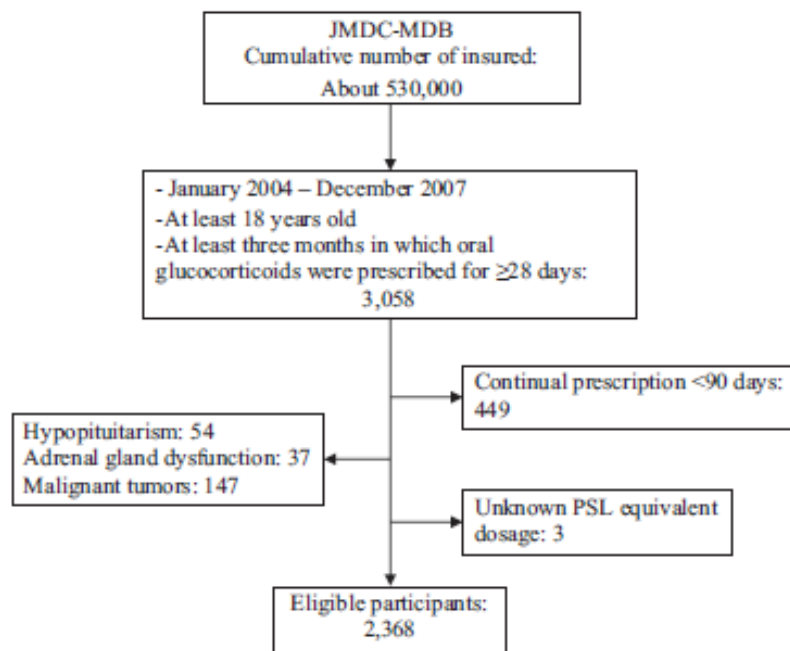 JMDC-MDB
Cumulative number of insured:
About 530,000
- January 2004 – December 2007
-At least 18 years old
-At least three months in which oral
glucocorticoids were prescribed for ≥28 days:
3,058
Continual prescription <90 days:
449
Hypopituitarism: 54
Adrenal gland dysfunction: 37
Malignant tumors: 147
Unknown PSL equivalent
dosage: 3
Eligible participants:
2,368